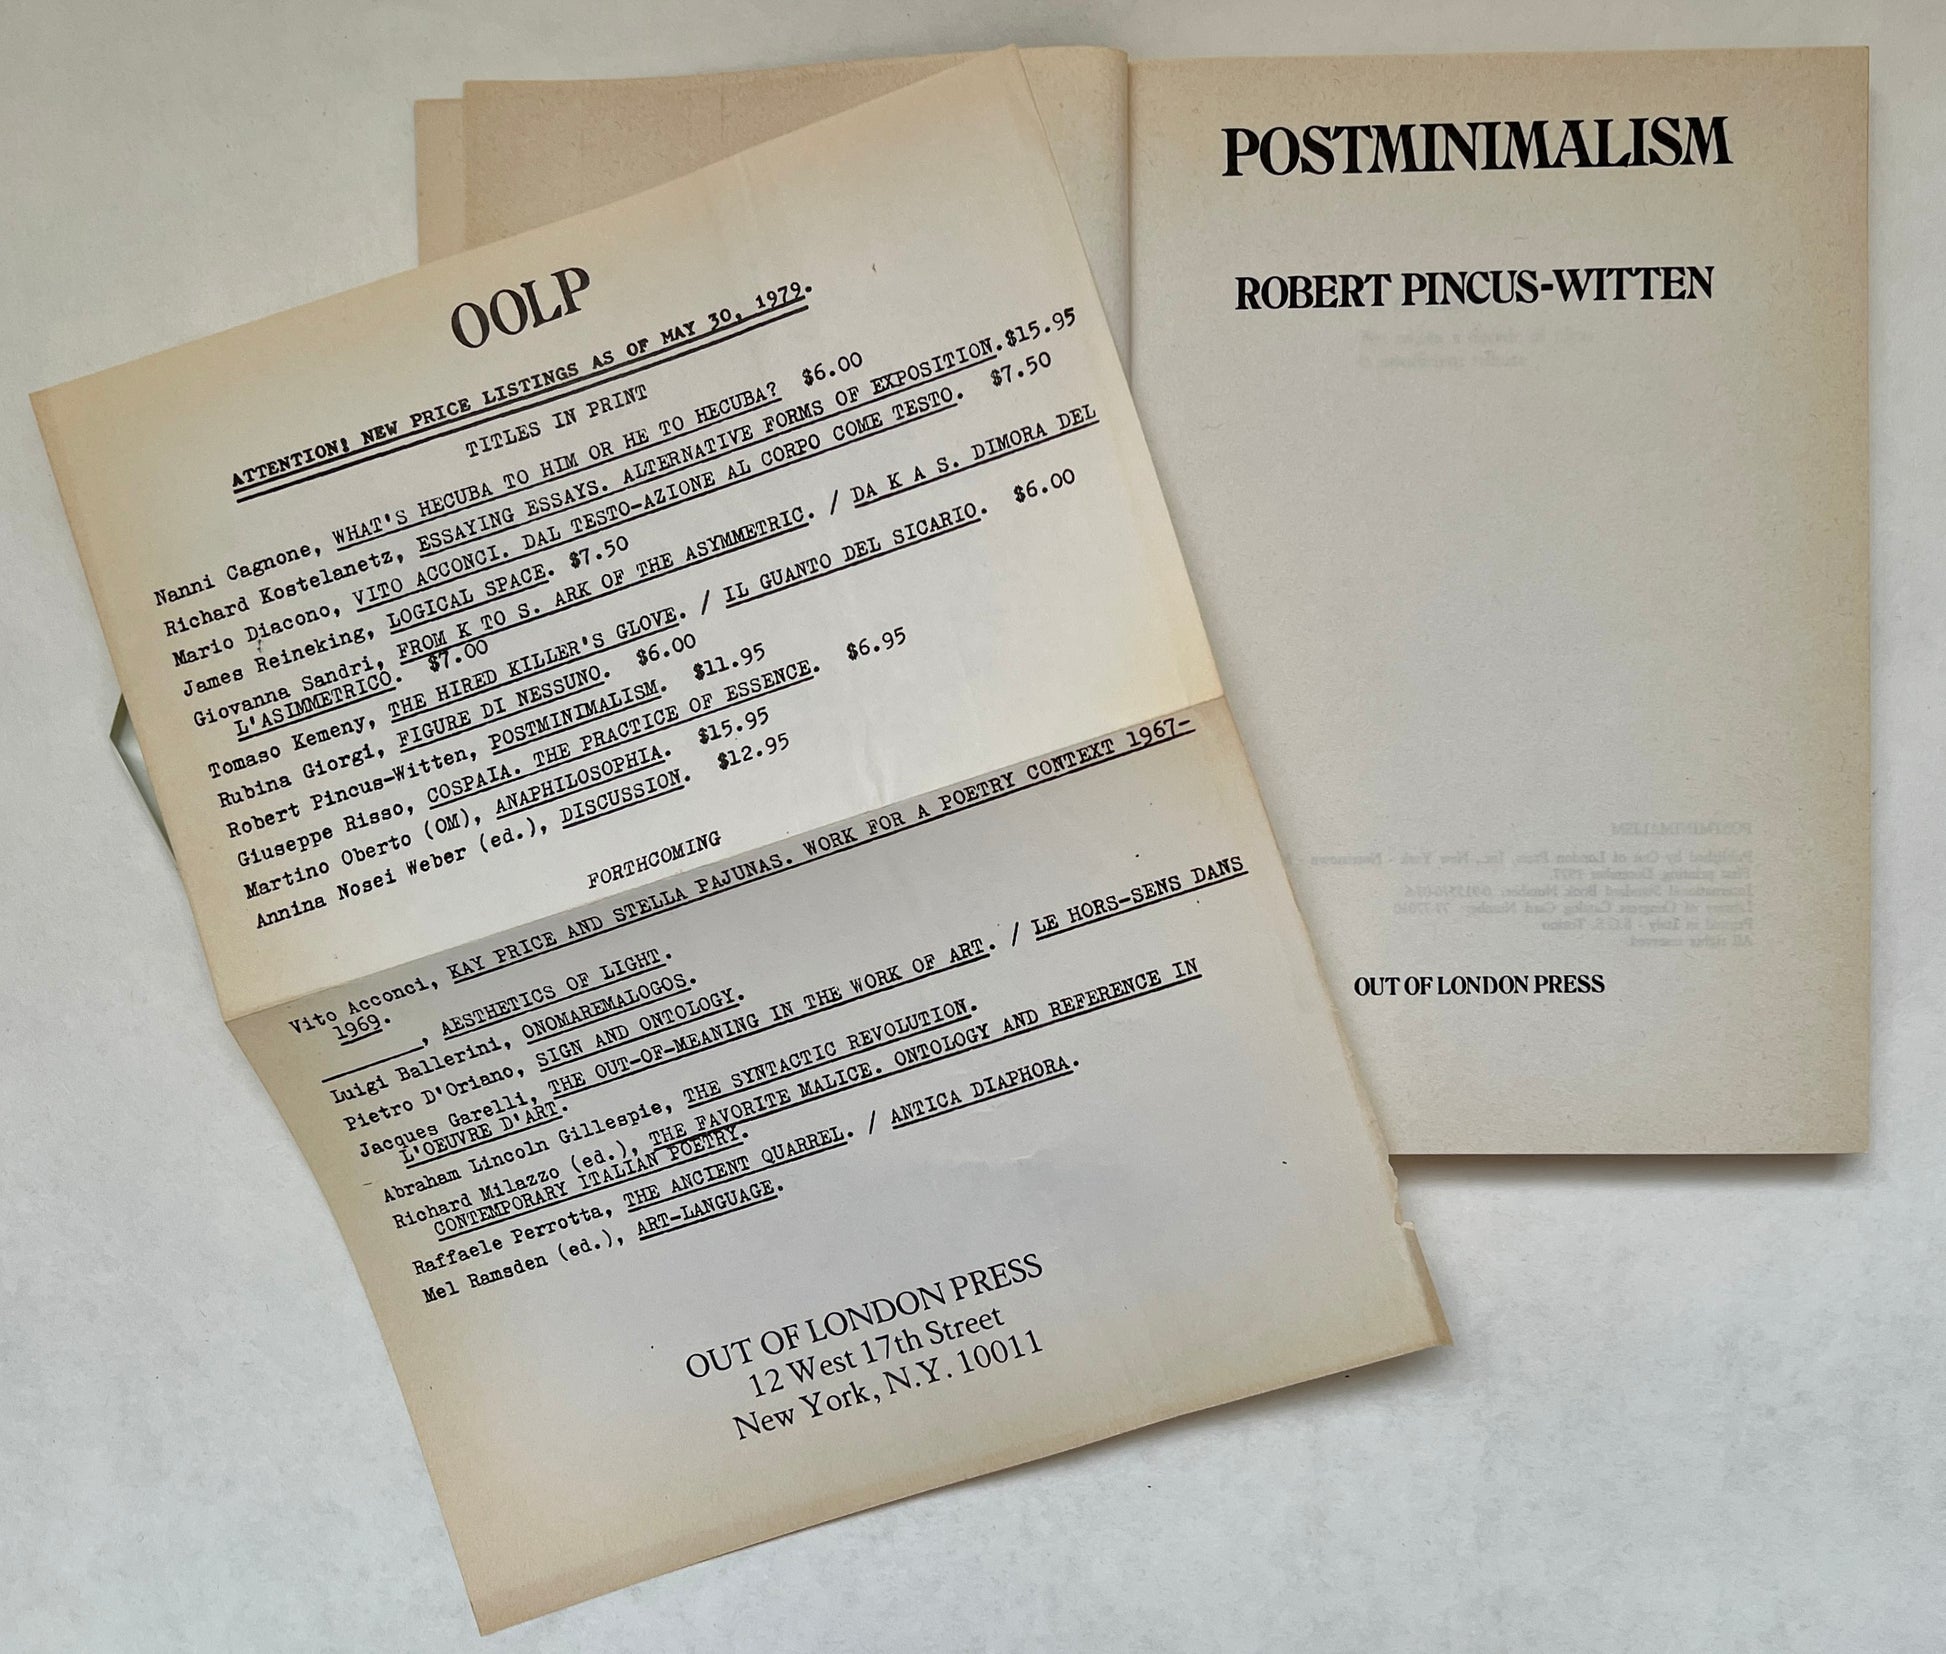 OOLP
ATTENTION! NEW PRICE LISTINGS AS OF MAY 30, 1979.
TITLES IN PRINT
Nanni Cagnone, WHAT'S HECUBA TO HIM OR HE TO HECUBA? $6.00
Richard Kostelanetz, ESSAYING ESSAYS. ALTERNATIVE FORMS OF EXPOSITION. $15.95
Mario Diacono, VITO ACCONCI. DAL TESTO-AZIONE AL CORPO COME TESTO. $7.50
James Reineking, LOGICAL SPACE. $7.50
Giovanna Sandri, FROM K TO S. ARK OF THE ASYMMETRIC. / DA K A S. DIMORA DEL
L'ASIMMETRICO. $7.00
Tomaso Kemeny, THE HIRED KILLER'S GLOVE. / IL GUANTO DEL SICARIO. $6.00
Rubina Giorgi, FIGURE DI NESSUNO. $6.00
Robert Pincus-Witten, POSTMINIMALISM. $11.95
Giuseppe Risso, COSPAIA. THE PRACTICE OF ESSENCE. $6.95
Martino Oberto (OM), ANAPHILOSOPHIA. $15.95
Annina Nosei Weber (ed.), DISCUSSION. $12.95
FORTHCOMING
Vito Acconci, KAY PRICE AND STELLA PAJUNAS. WORK FOR A POETRY CONTEXT 1967-
1969.
________, AESTHETICS OF LIGHT.
Luigi Ballerini, ONOMAREMALOGOS.
Pietro D'Oriano, SIGN AND ONTOLOGY.
Jacques Garelli, THE OUT-OF-MEANING IN THE WORK OF ART. / LE HORS-SENS DANS
L'OEUVRE D'ART.
Abraham Lincoln Gillespie, THE SYNTACTIC REVOLUTION.
Richard Milazzo (ed.), THE FAVORITE MALICE. ONTOLOGY AND REFERENCE IN
CONTEMPORARY ITALIAN POETRY.
Raffaele Perrotta, THE ANCIENT QUARREL. / ANTICA DIAPHORA.
Mel Ramsden (ed.), ART-LANGUAGE.
OUT OF LONDON PRESS
12 West 17th Street
New York, N.Y. 10011
POSTMINIMALISM
ROBERT PINCUS-WITTEN
OUT OF LONDON PRESS